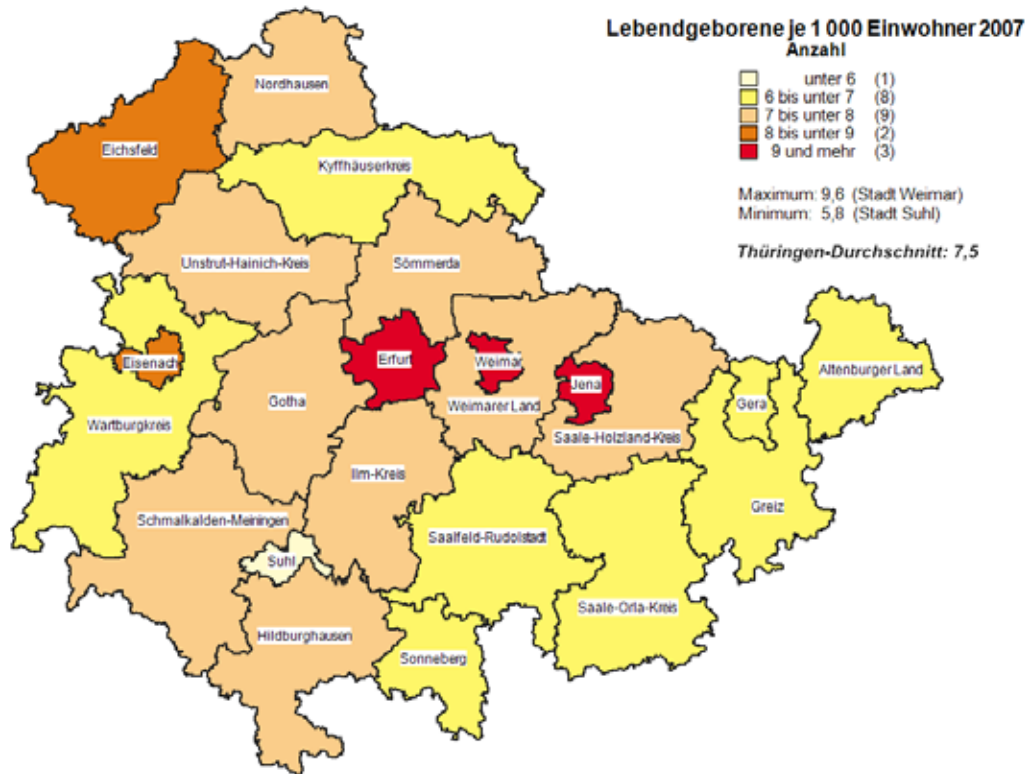 Lebendgeborene je 1 000 Einwohner 2007
Anzahl
unter 6 (1)
6 bis unter 7 (8)
7 bis unter 8 (9)
8 bis unter 9 (2)
9 und mehr (3)
Maximum: 9,6 (Stadt Weimar)
Minimum: 5,8 (Stadt Suhl)
Thüringen-Durchschnitt: 7,5
Nordhausen
Eichsfeld
Kyffhäuserkreis
Unstrut-Hainich-Kreis
Sömmerda
Eisenach
Erfurt
Weimar
Jena
Altenburger Land
Gotha
Weimarer Land
Gera
Wartburgkreis
Saale-Holzland-Kreis
Ilm-Kreis
Greiz
Schmalkalden-Meiningen
Saalfeld-Rudolstadt
Suhl
Saale-Orla-Kreis
Hildburghausen
Sonneberg